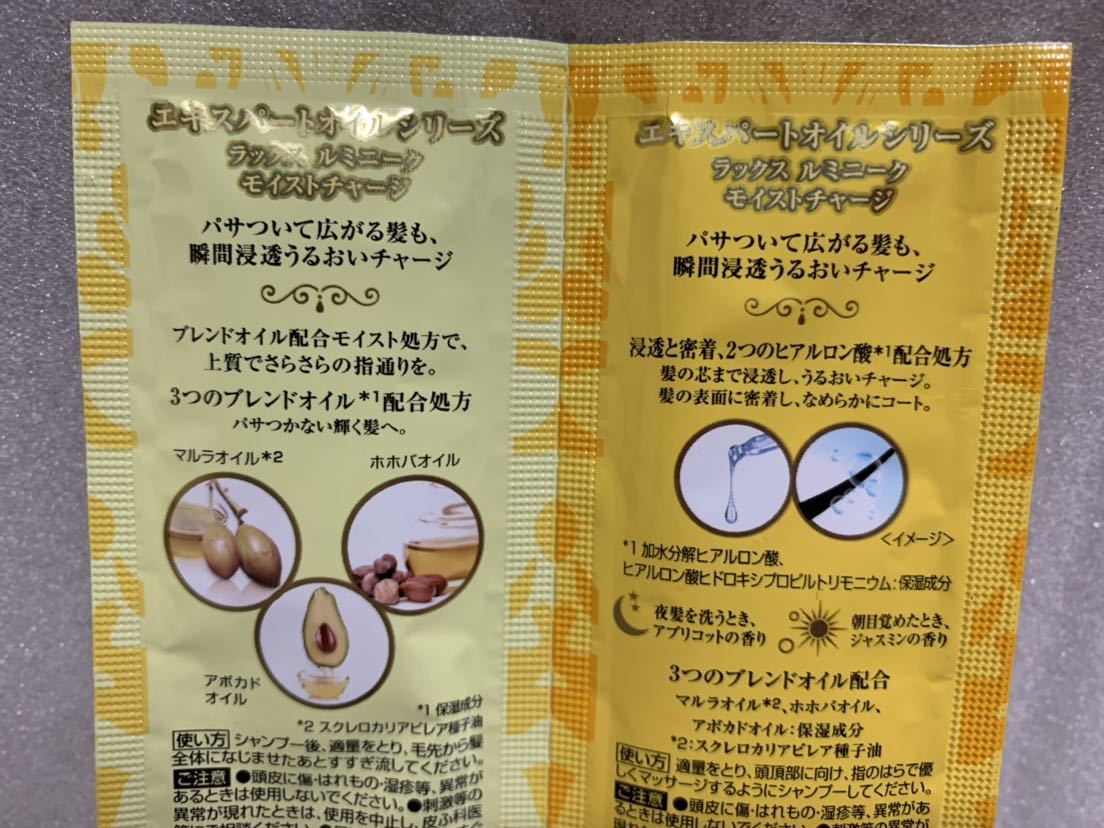 エキスパートオイルシリーズ
ラックス ルミニーク
モイストチャージ
パサついて広がる髪も、
瞬間浸透うるおいチャージ
ブレンドオイル配合モイスト処方で、
上質でさらさらの指通りを。
3つのブレンドオイル*1配合処方
パサつかない輝く髪へ。
マルラオイル*2
ホホバオイル
アボカド
オイル
*1 保湿成分
*2 スクレロカリアビレア種子油
使い方 シャンプー後、適量をとり、毛先から髪
全体になじませたあとすすぎ流してください。
ご注意 ●頭皮に傷・はれもの・湿疹等、異常が
あるときは使用しないでください。●刺激等の
異常が現れたときは、使用を中止し、皮ふ科医
エキスパートオイルシリーズ
ラックス ルミニーク
モイストチャージ
パサついて広がる髪も、
瞬間浸透うるおいチャージ
浸透と密着、2つのヒアルロン酸*1配合処方
髪の芯まで浸透し、うるおいチャージ。
髪の表面に密着し、なめらかにコート。
<イメージ>
*1 加水分解ヒアルロン酸、
ヒアルロン酸ヒドロキシプロピルトリモニウム:保湿成分
夜髪を洗うとき、
アプリコットの香り
朝目覚めたとき、
ジャスミンの香り
3つのブレンドオイル配合
マルラオイル*2、ホホバオイル、
アボカドオイル:保湿成分
*2:スクレロカリアビレア種子油
使い方 適量をとり、頭頂部に向け、指のはらで優
しくマッサージするようにシャンプーしてください。
ご注意 ●頭皮に傷・はれもの・湿疹等、異常があ
るときは使用しないでください。●刺激等の異常が